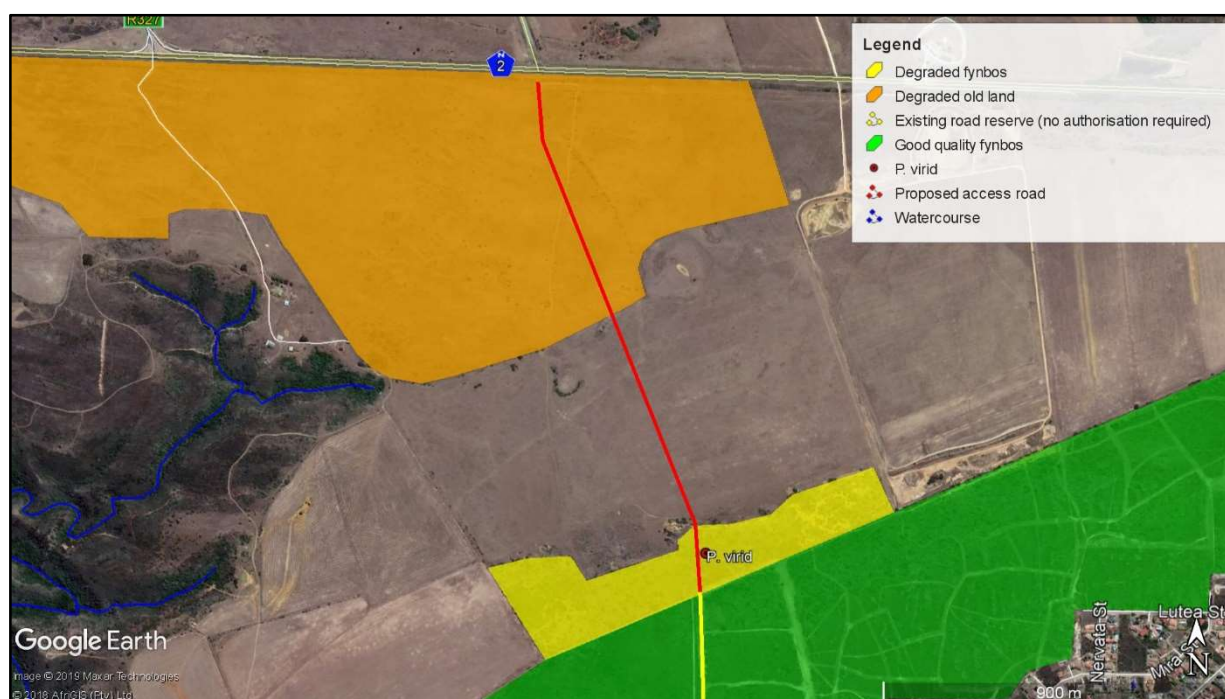 R327
N
2
Legend
Degraded fynbos
Degraded old land
Existing road reserve (no authorisation required)
Good quality fynbos
P. virid
Proposed access road
Watercourse
P. virid
Google Earth
Image © 2019 Maxar Technologies
© 2018 AfriGIS (Pty) Ltd.
Nervata St
Lutea St
Mira St
N
900 m